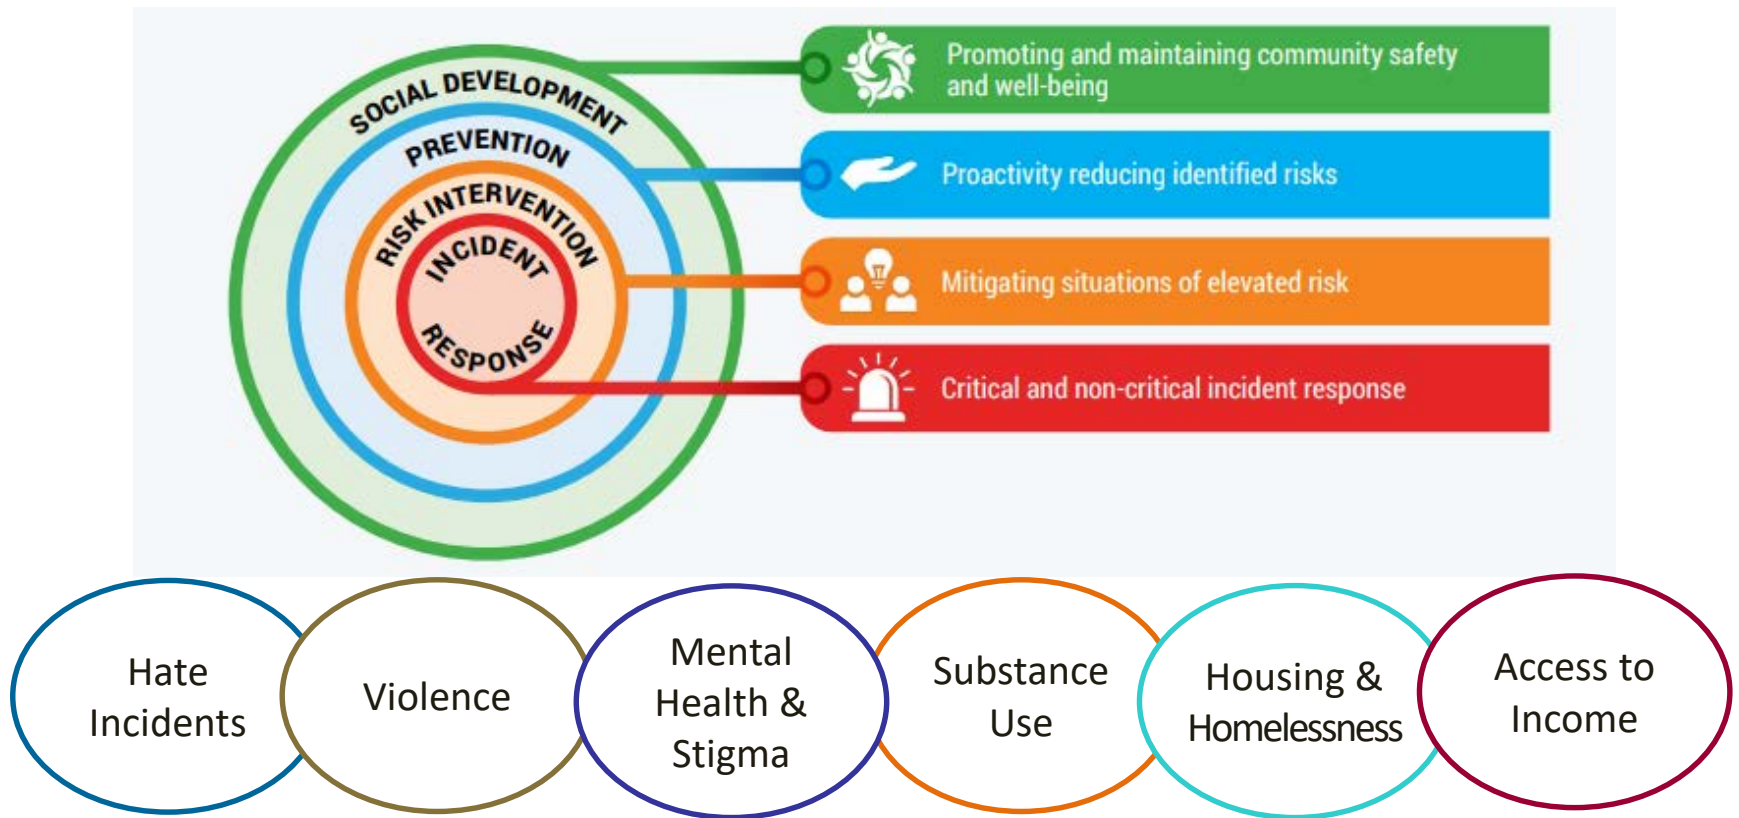 SOCIAL DEVELOPMENT
PREVENTION
RISK INTERVENTION
INCIDENT
RESPONSE
Promoting and maintaining community safety
and well-being
Proactivity reducing identified risks
Mitigating situations of elevated risk
Critical and non-critical incident response
Hate
Incidents
Violence
Mental
Health &
Stigma
Substance
Use
Housing &
Homelessness
Access to
Income